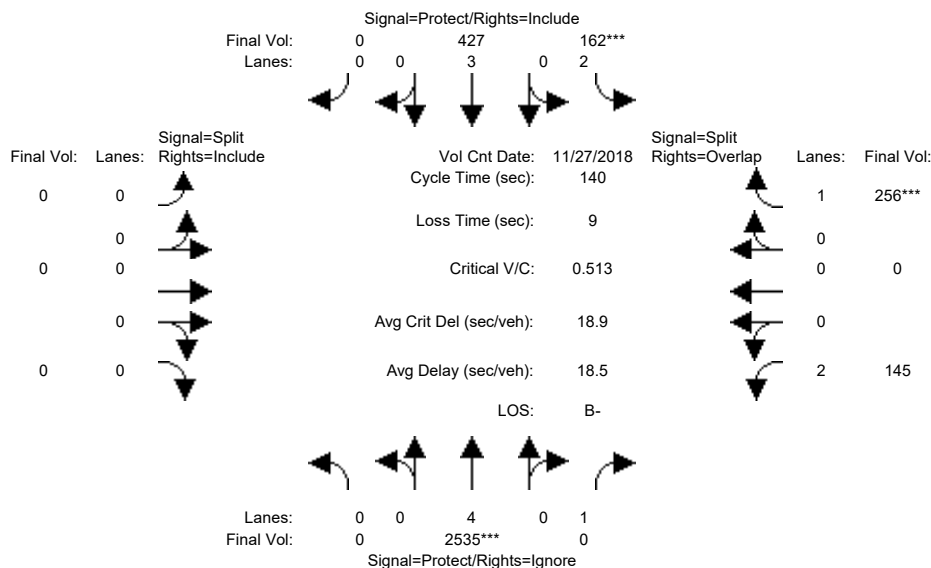 Signal=Protect/Rights=Include
Final Vol: 0 427 162***
Lanes: 0 0 3 0 2
Signal=Split
Final Vol: Lanes: Rights=Include
Vol Cnt Date: 11/27/2018
Signal=Split
Rights=Overlap Lanes: Final Vol:
Cycle Time (sec): 140
0 0 1 256***
Loss Time (sec): 9
0 0
0 0 Critical V/C: 0.513 0 0
0 Avg Crit Del (sec/veh): 18.9 0
0 0 Avg Delay (sec/veh): 18.5 2 145
LOS: B-
Lanes: 0 0 4 0 1
Final Vol: 0 2535*** 0
Signal=Protect/Rights=Ignore